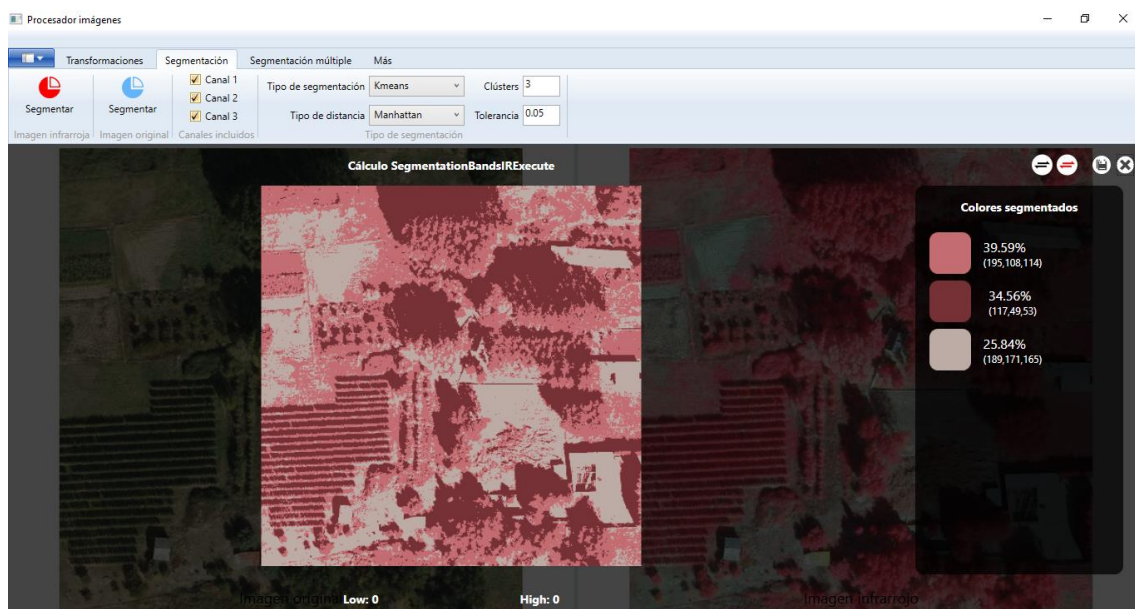 Procesador imágenes
Transformaciones Segmentación Segmentación múltiple Más
Segmentar
Imagen infrarroja
Segmentar
Imagen original
Canal 1
Canal 2
Canal 3
Canales incluidos
Tipo de segmentación Kmeans Clústers 3
Tipo de distancia Manhattan Tolerancia 0.05
Tipo de segmentación
Cálculo SegmentationBandsIRExecute
Colores segmentados
39.59%
(195,108,114)
34.56%
(117,49,53)
25.84%
(189,171,165)
Imagen original
Low: 0 High: 0
Imagen infrarrojo